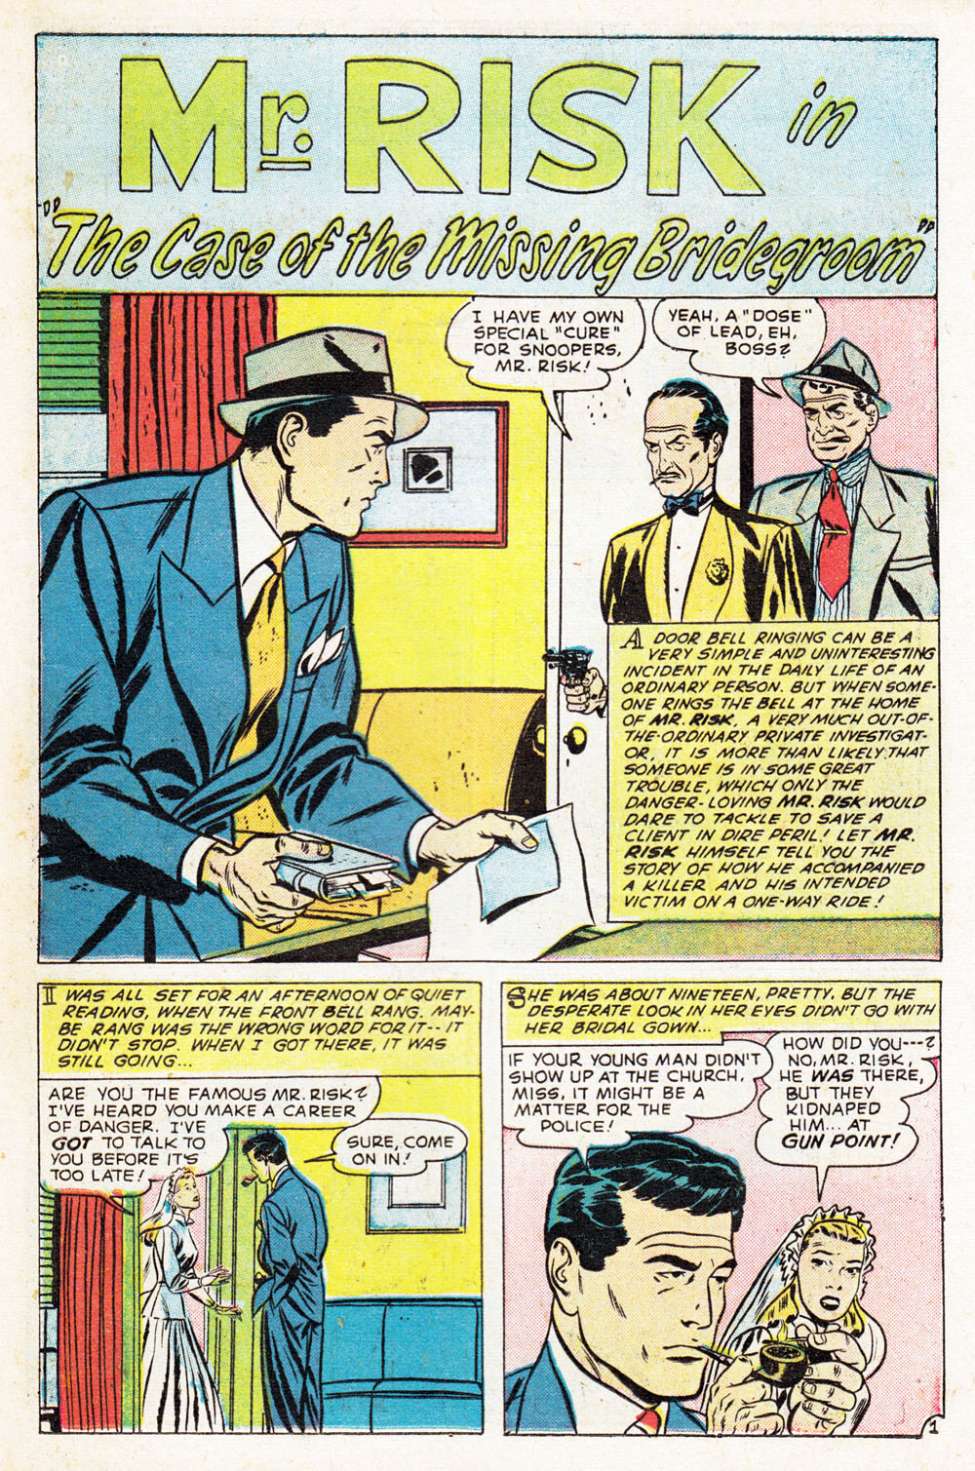 Mr. RISK in
"The Case of the Missing Bridegroom"
I HAVE MY OWN
SPECIAL "CURE"
FOR SNOOPERS,
MR. RISK!
YEAH, A "DOSE"
OF LEAD, EH,
BOSS?
A DOOR BELL RINGING CAN BE A
VERY SIMPLE AND UNINTERESTING
INCIDENT IN THE DAILY LIFE OF AN
ORDINARY PERSON. BUT WHEN SOME-
ONE RINGS THE BELL AT THE HOME
OF MR. RISK, A VERY MUCH OUT-OF-
THE-ORDINARY PRIVATE INVESTIGAT-
OR, IT IS MORE THAN LIKELY THAT
SOMEONE IS IN SOME GREAT
TROUBLE, WHICH ONLY THE
DANGER-LOVING MR. RISK WOULD
DARE TO TACKLE TO SAVE A
CLIENT IN DIRE PERIL! LET MR.
RISK HIMSELF TELL YOU THE
STORY OF HOW HE ACCOMPANIED
A KILLER AND HIS INTENDED
VICTIM ON A ONE-WAY RIDE!
I WAS ALL SET FOR AN AFTERNOON OF QUIET
READING, WHEN THE FRONT BELL RANG. MAY-
BE RANG WAS THE WRONG WORD FOR IT-- IT
DIDN'T STOP. WHEN I GOT THERE, IT WAS
STILL GOING...
ARE YOU THE FAMOUS MR. RISK?
I'VE HEARD YOU MAKE A CAREER
OF DANGER. I'VE
GOT TO TALK TO
YOU BEFORE IT'S
TOO LATE!
SURE, COME
ON IN!
SHE WAS ABOUT NINETEEN, PRETTY, BUT THE
DESPERATE LOOK IN HER EYES DIDN'T GO WITH
HER BRIDAL GOWN...
IF YOUR YOUNG MAN DIDN'T
SHOW UP AT THE CHURCH,
MISS, IT MIGHT BE A
MATTER FOR THE
POLICE!
HOW DID YOU---?
NO, MR. RISK,
HE WAS THERE,
BUT THEY
KIDNAPED
HIM... AT
GUN POINT!
1